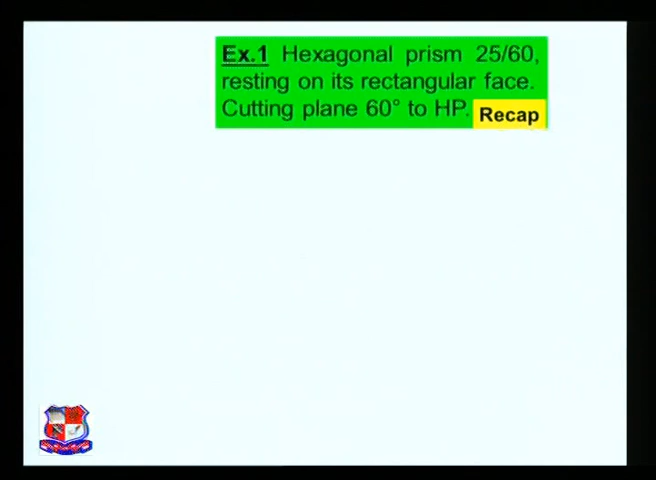 Ex.1 Hexagonal prism 25/60,
resting on its rectangular face.
Cutting plane 60° to HP.
Recap